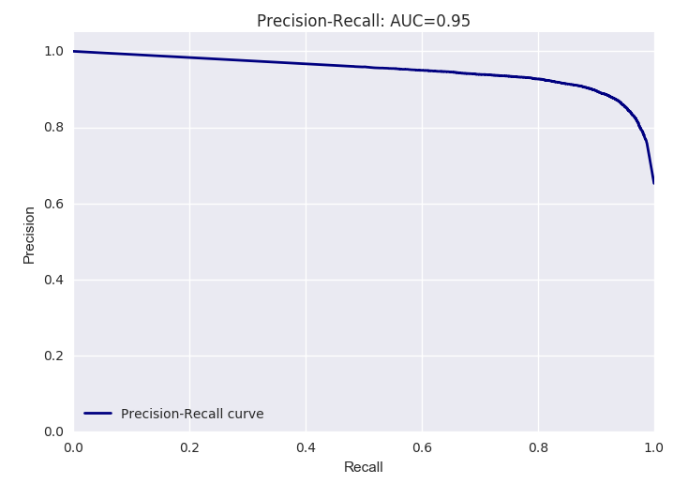 Precision-Recall: AUC=0.95
1.0
0.8
0.6
0.4
0.2
0.0
Precision
Precision-Recall curve
0.0 0.2 0.4 0.6 0.8 1.0
Recall